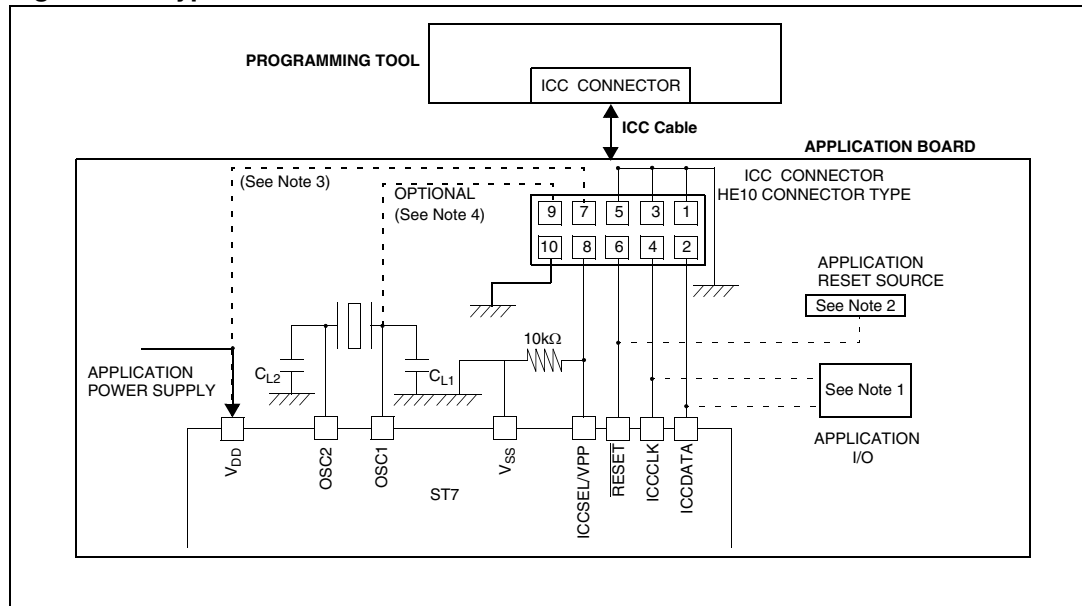 PROGRAMMING TOOL
ICC CONNECTOR
ICC Cable
APPLICATION BOARD
ICC CONNECTOR
HE10 CONNECTOR TYPE
(See Note 3)
OPTIONAL
(See Note 4)
9 7 5 3 1
10 8 6 4 2
APPLICATION
RESET SOURCE
See Note 2
10kΩ
APPLICATION
POWER SUPPLY
CL2
CL1
See Note 1
APPLICATION
I/O
VDD
OSC2
OSC1
VSS
ICCSEL/VPP
RESET
ICCCLK
ICCDATA
ST7